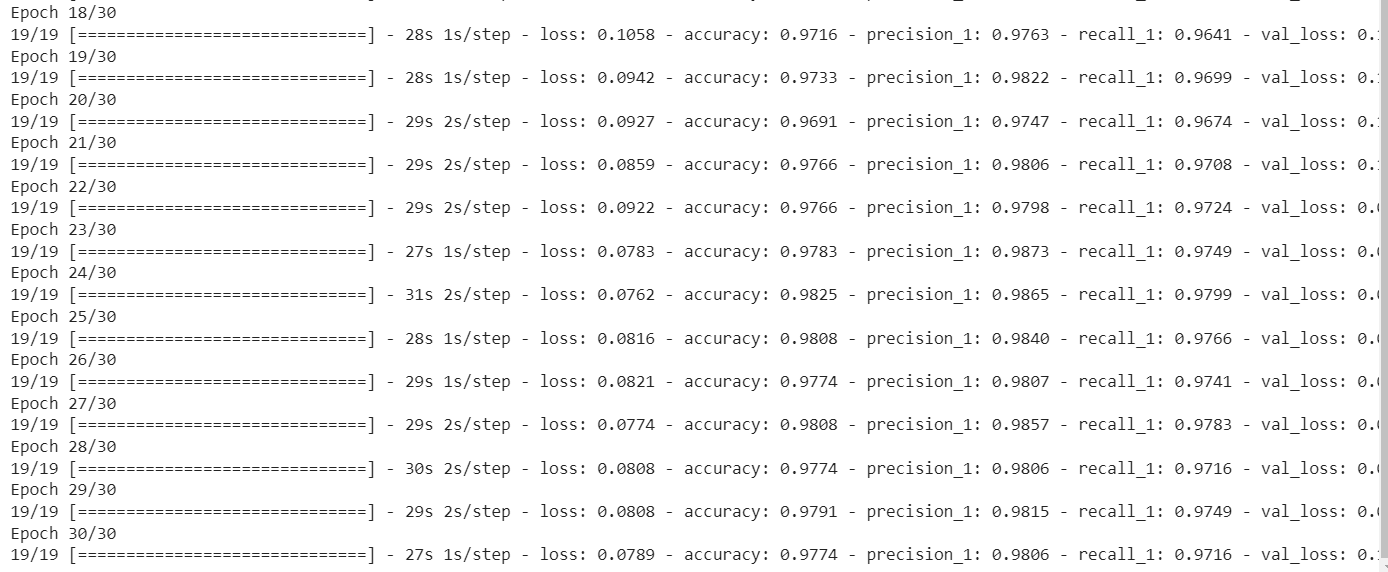 Epoch 18/30
19/19 [==============================] - 28s 1s/step - loss: 0.1058 - accuracy: 0.9716 - precision_1: 0.9763 - recall_1: 0.9641 - val_loss: 0.
Epoch 19/30
19/19 [==============================] - 28s 1s/step - loss: 0.0942 - accuracy: 0.9733 - precision_1: 0.9822 - recall_1: 0.9699 - val_loss: 0.
Epoch 20/30
19/19 [==============================] - 29s 2s/step - loss: 0.0927 - accuracy: 0.9691 - precision_1: 0.9747 - recall_1: 0.9674 - val_loss: 0.
Epoch 21/30
19/19 [==============================] - 29s 2s/step - loss: 0.0859 - accuracy: 0.9766 - precision_1: 0.9806 - recall_1: 0.9708 - val_loss: 0.
Epoch 22/30
19/19 [==============================] - 29s 2s/step - loss: 0.0922 - accuracy: 0.9766 - precision_1: 0.9798 - recall_1: 0.9724 - val_loss: 0.
Epoch 23/30
19/19 [==============================] - 27s 1s/step - loss: 0.0783 - accuracy: 0.9783 - precision_1: 0.9873 - recall_1: 0.9749 - val_loss: 0.
Epoch 24/30
19/19 [==============================] - 31s 2s/step - loss: 0.0762 - accuracy: 0.9825 - precision_1: 0.9865 - recall_1: 0.9799 - val_loss: 0.
Epoch 25/30
19/19 [==============================] - 28s 1s/step - loss: 0.0816 - accuracy: 0.9808 - precision_1: 0.9840 - recall_1: 0.9766 - val_loss: 0.
Epoch 26/30
19/19 [==============================] - 29s 1s/step - loss: 0.0821 - accuracy: 0.9774 - precision_1: 0.9807 - recall_1: 0.9741 - val_loss: 0.
Epoch 27/30
19/19 [==============================] - 29s 2s/step - loss: 0.0774 - accuracy: 0.9808 - precision_1: 0.9857 - recall_1: 0.9783 - val_loss: 0.
Epoch 28/30
19/19 [==============================] - 30s 2s/step - loss: 0.0808 - accuracy: 0.9774 - precision_1: 0.9806 - recall_1: 0.9716 - val_loss: 0.
Epoch 29/30
19/19 [==============================] - 29s 2s/step - loss: 0.0808 - accuracy: 0.9791 - precision_1: 0.9815 - recall_1: 0.9749 - val_loss: 0.
Epoch 30/30
19/19 [==============================] - 27s 1s/step - loss: 0.0789 - accuracy: 0.9774 - precision_1: 0.9806 - recall_1: 0.9716 - val_loss: 0.